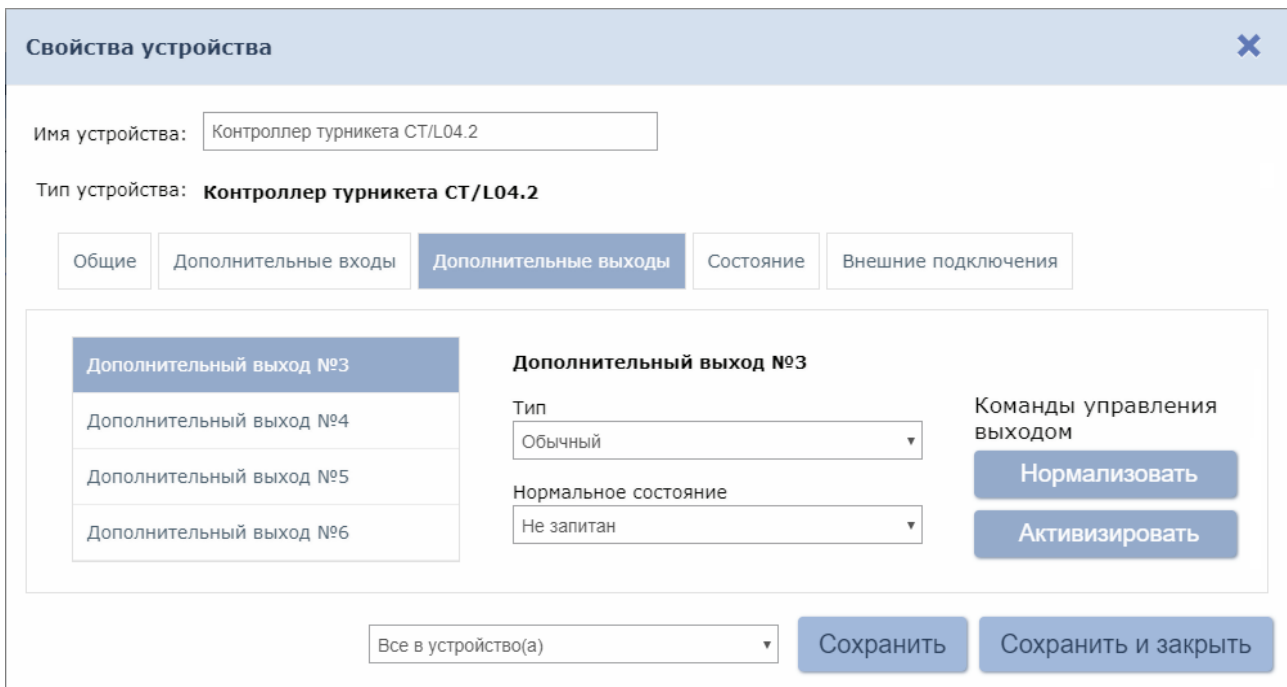 Свойства устройства
Имя устройства:
Контроллер турникета CT/L04.2
Тип устройства:
Контроллер турникета CT/L04.2
Общие
Дополнительные входы
Дополнительные выходы
Состояние
Внешние подключения
Дополнительный выход №3
Дополнительный выход №4
Дополнительный выход №5
Дополнительный выход №6
Дополнительный выход №3
Тип
Обычный
Нормальное состояние
Не запитан
Команды управления
выходом
Нормализовать
Активизировать
Все в устройство(а)
Сохранить
Сохранить и закрыть